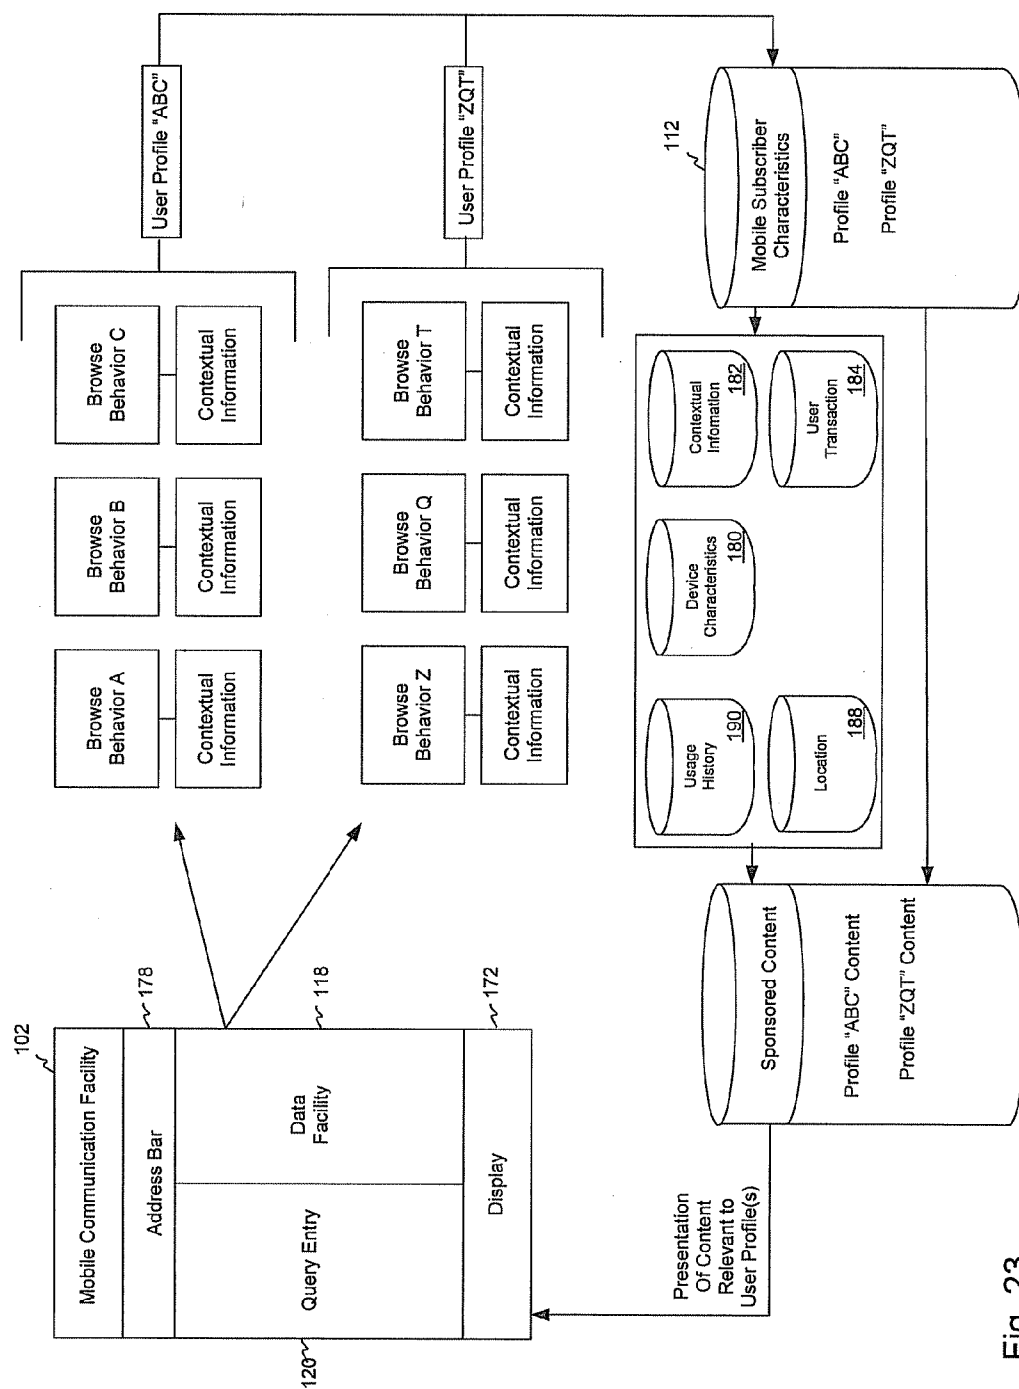 102
Mobile Communication Facility
Address Bar
178
Query Entry
120
Data
Facility
118
Display
172
Browse
Behavior A
Contextual
Information
Browse
Behavior B
Contextual
Information
Browse
Behavior C
Contextual
Information
User Profile "ABC"
Browse
Behavior Z
Contextual
Information
Browse
Behavior Q
Contextual
Information
Browse
Behavior T
Contextual
Information
User Profile "ZQT"
Presentation
Of Content
Relevant to
User Profile(s)
Sponsored Content
Profile "ABC" Content
Profile "ZQT" Content
Usage
History
190
Location
188
Device
Characteristics
180
Contextual
Infomation
182
User
Transaction
184
112
Mobile Subscriber
Characteristics
Profile "ABC"
Profile "ZQT"
Fig. 23